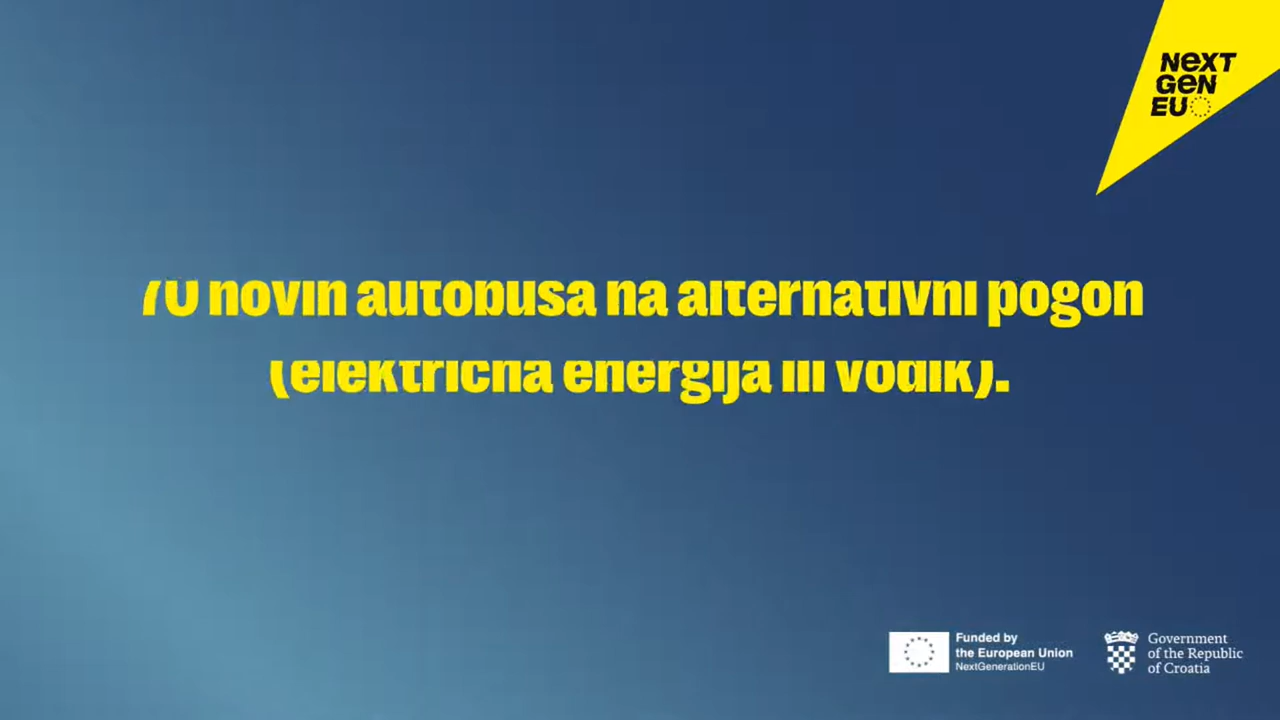 NEXT
GEN
EU
70 novih autobusa na alternativni pogon
(električna energija ili vodik).
Funded by
the European Union
NextGenerationEU
Government
of the Republic
of Croatia